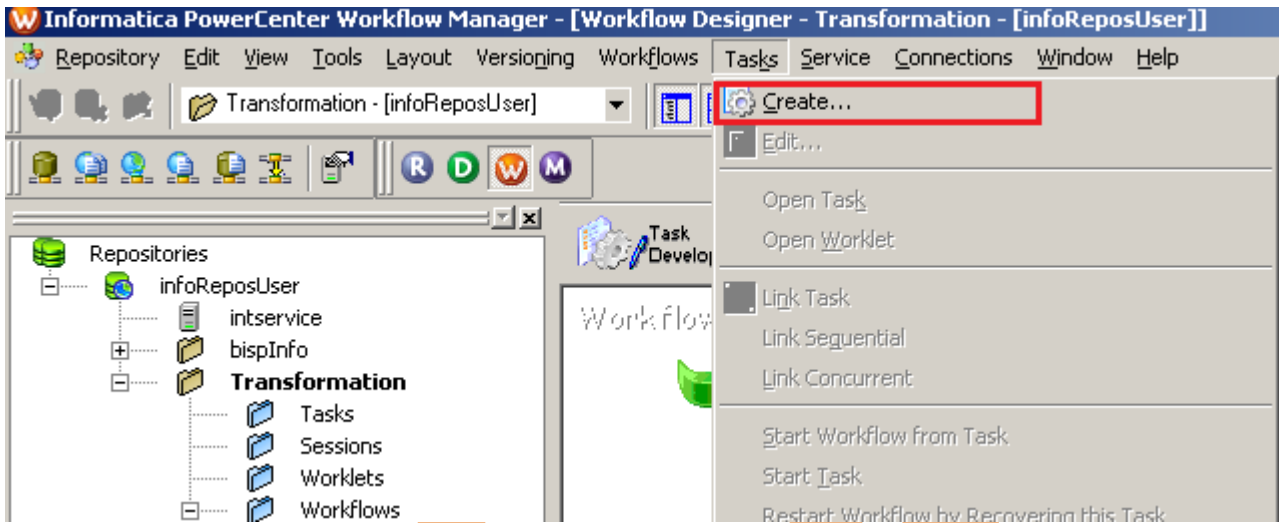 Informatica PowerCenter Workflow Manager - [Workflow Designer - Transformation - [infoReposUser]]
Repository Edit View Tools Layout Versioning Workflows Tasks Service Connections Window Help
Transformation - [infoReposUser]
Create...
Edit...
R D W M
Open Task
Open Worklet
Task
Develo
Repositories
infoReposUser
intservice
bispInfo
Transformation
Tasks
Sessions
Worklets
Workflows
Workflow
Link Task
Link Sequential
Link Concurrent
Start Workflow from Task
Start Task
Restart Workflow by Recovering this Task